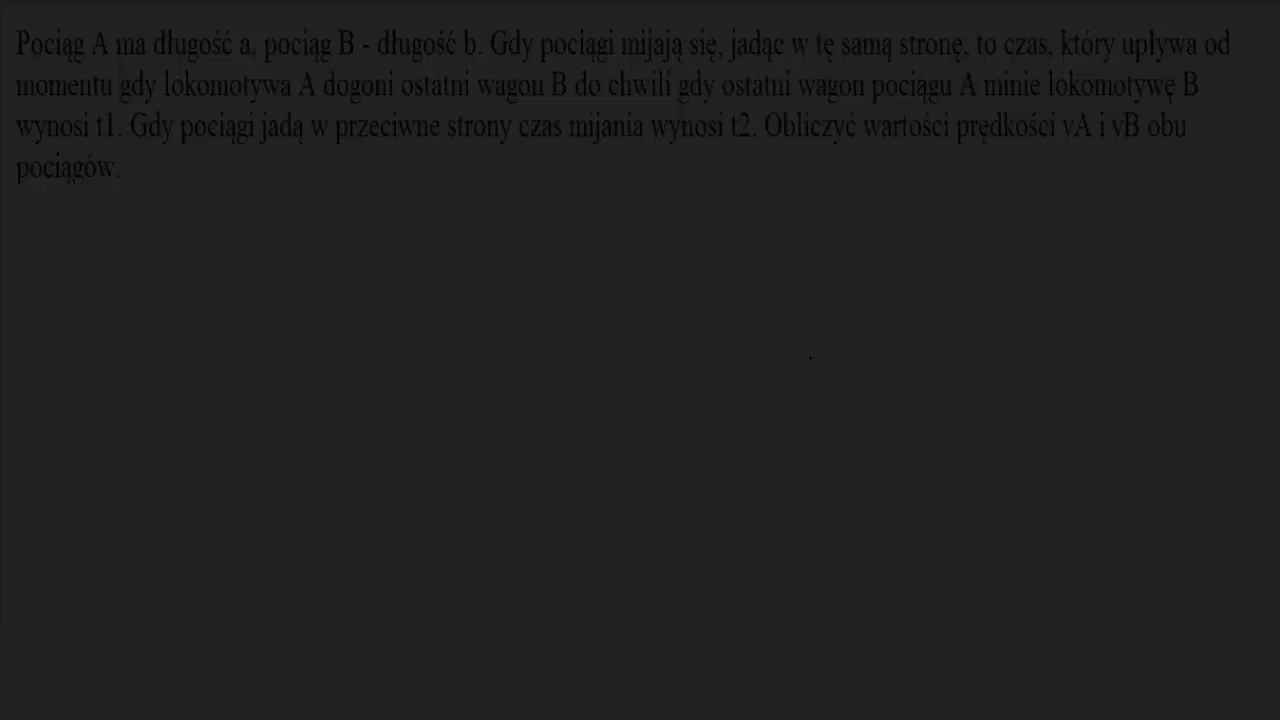 Pociąg A ma długość a, pociąg B - długość b. Gdy pociągi mijają się, jadąc w tę samą stronę, to czas, który upływa od
momentu gdy lokomotywa A dogoni ostatni wagon B do chwili gdy ostatni wagon pociągu A minie lokomotywę B
wynosi t1. Gdy pociągi jadą w przeciwne strony czas mijania wynosi t2. Obliczyć wartości prędkości vA i vB obu
pociągów.